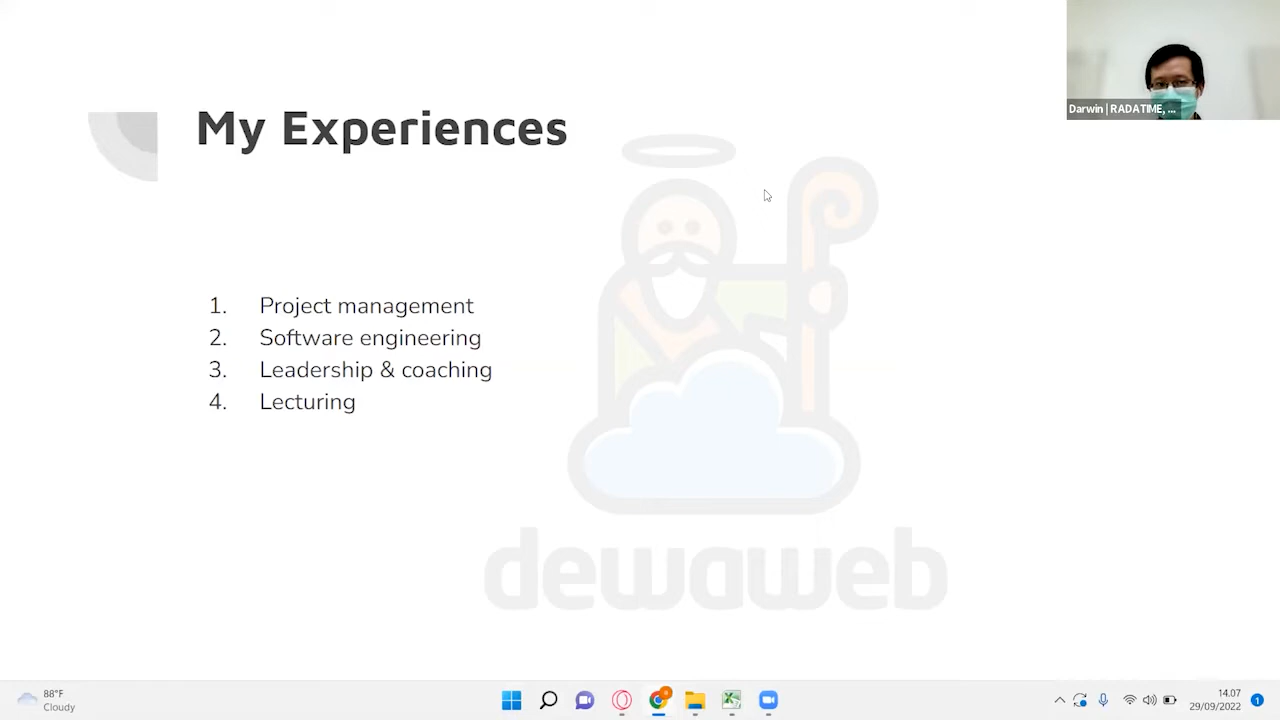 My Experiences
Darwin | RADATIME, ...
1. Project management
2. Software engineering
3. Leadership & coaching
4. Lecturing
dewaweb
88°F
Cloudy
14.07
29/09/2022
1